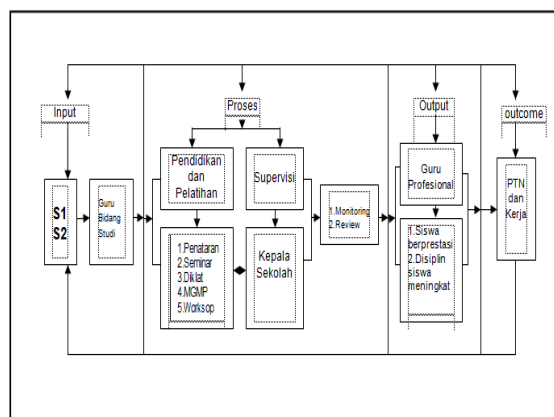 Input
Proses
Output
outcome
S1
S2
Guru
Bidang
Studi
Pendidikan
dan
Pelatihan
Supervisi
1.Penataran
2.Seminar
3.Diklat
4.MGMP
5.Worksop
Kepala
Sekolah
1.Monitoring
2.Review
Guru
Profesional
1.Siswa
berprestasi
2.Disiplin
siswa
meningkat
PTN
dan
Kerja